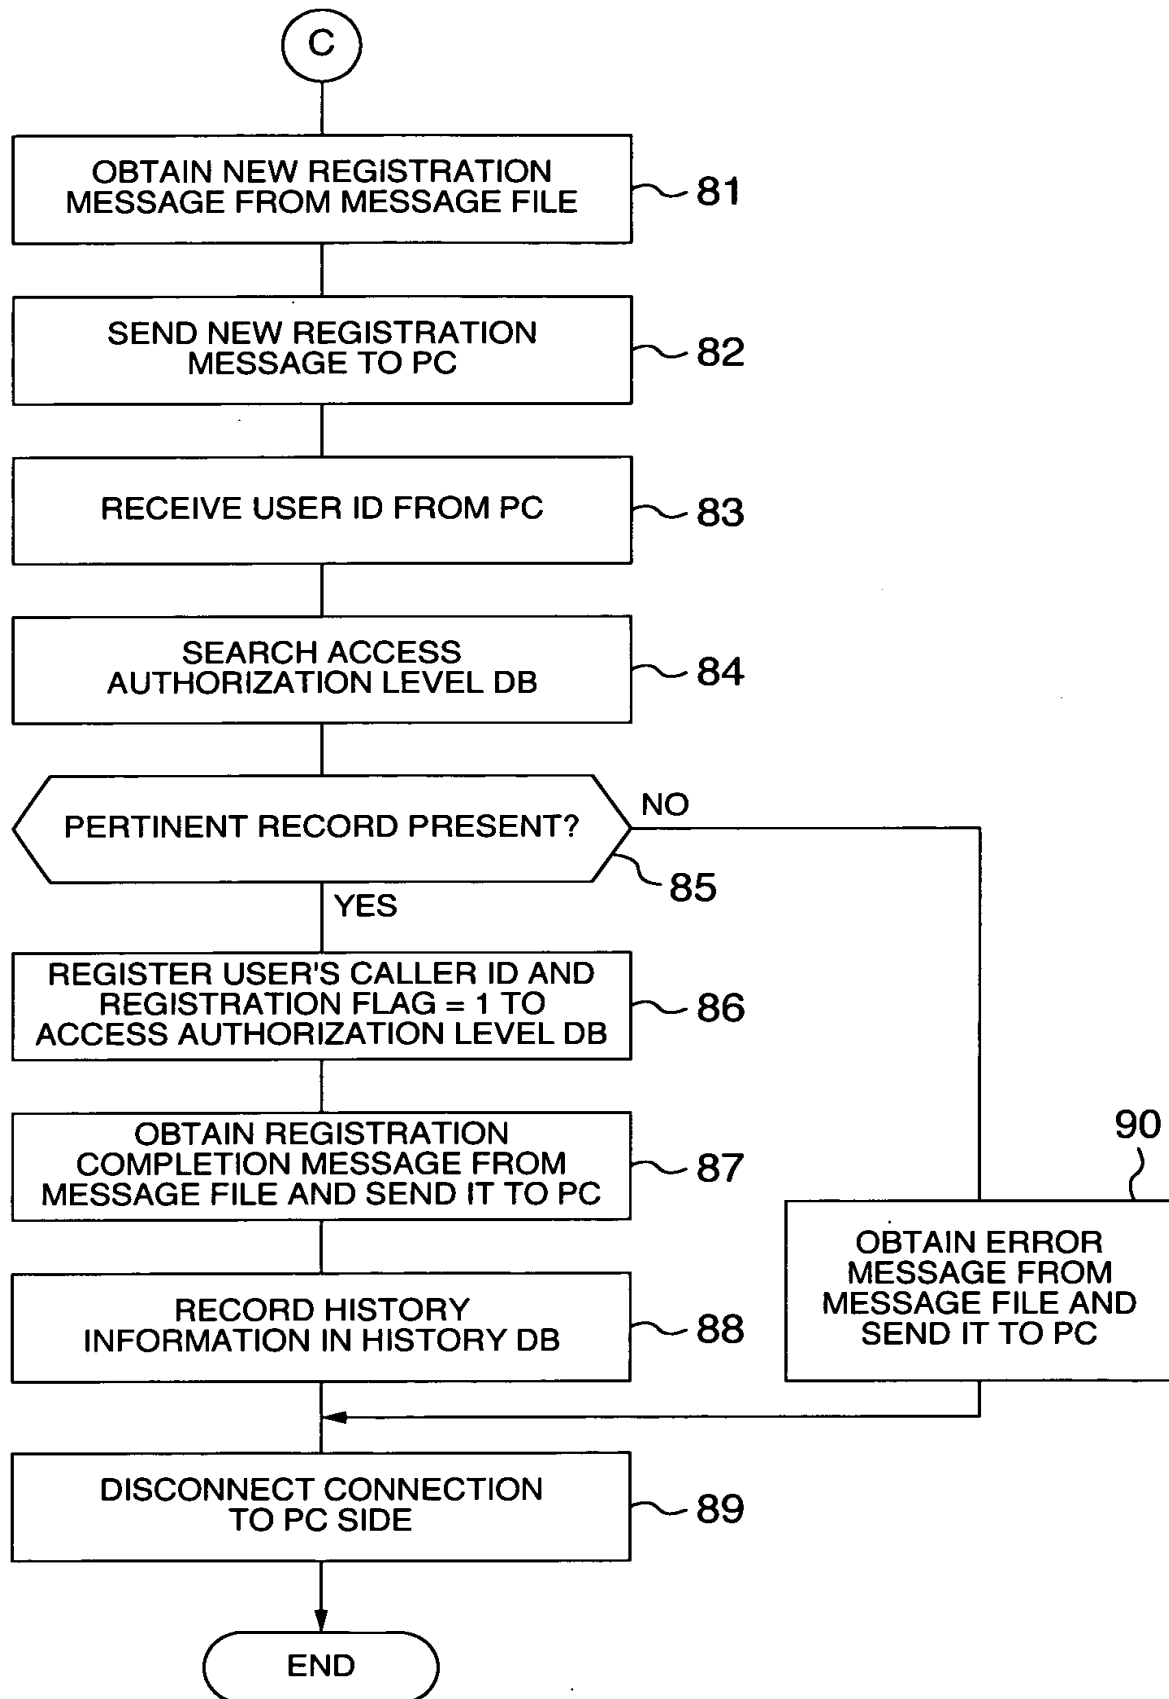 C
OBTAIN NEW REGISTRATION
MESSAGE FROM MESSAGE FILE
81
SEND NEW REGISTRATION
MESSAGE TO PC
82
RECEIVE USER ID FROM PC
83
SEARCH ACCESS
AUTHORIZATION LEVEL DB
84
PERTINENT RECORD PRESENT?
NO
85
YES
REGISTER USER'S CALLER ID AND
REGISTRATION FLAG = 1 TO
ACCESS AUTHORIZATION LEVEL DB
86
OBTAIN REGISTRATION
COMPLETION MESSAGE FROM
MESSAGE FILE AND SEND IT TO PC
87
90
OBTAIN ERROR
MESSAGE FROM
MESSAGE FILE AND
SEND IT TO PC
RECORD HISTORY
INFORMATION IN HISTORY DB
88
DISCONNECT CONNECTION
TO PC SIDE
89
END